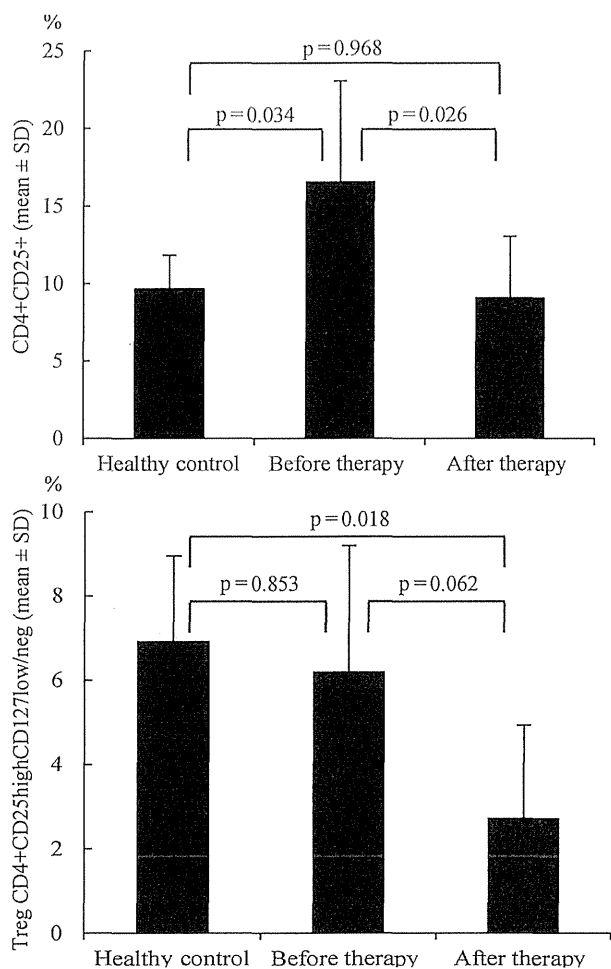 %
CD4+CD25+ (mean ± SD)
25
20
15
10
5
0
p=0.968
p=0.034
p=0.026
Healthy control
Before therapy
After therapy
%
Treg CD4+CD25highCD127low/neg (mean ± SD)
10
8
6
4
2
0
p=0.018
p=0.853
p=0.062
Healthy control
Before therapy
After therapy